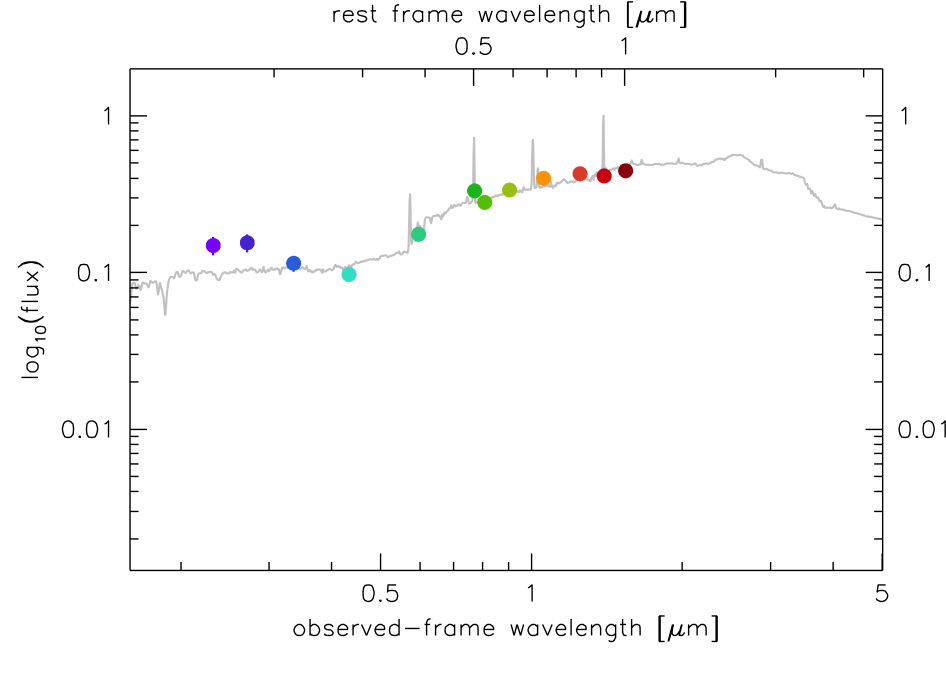 rest frame wavelength [μm]
0.5 1
1 1
0.1 0.1
0.01 0.01
log10(flux)
0.5 1 5
observed-frame wavelength [μm]